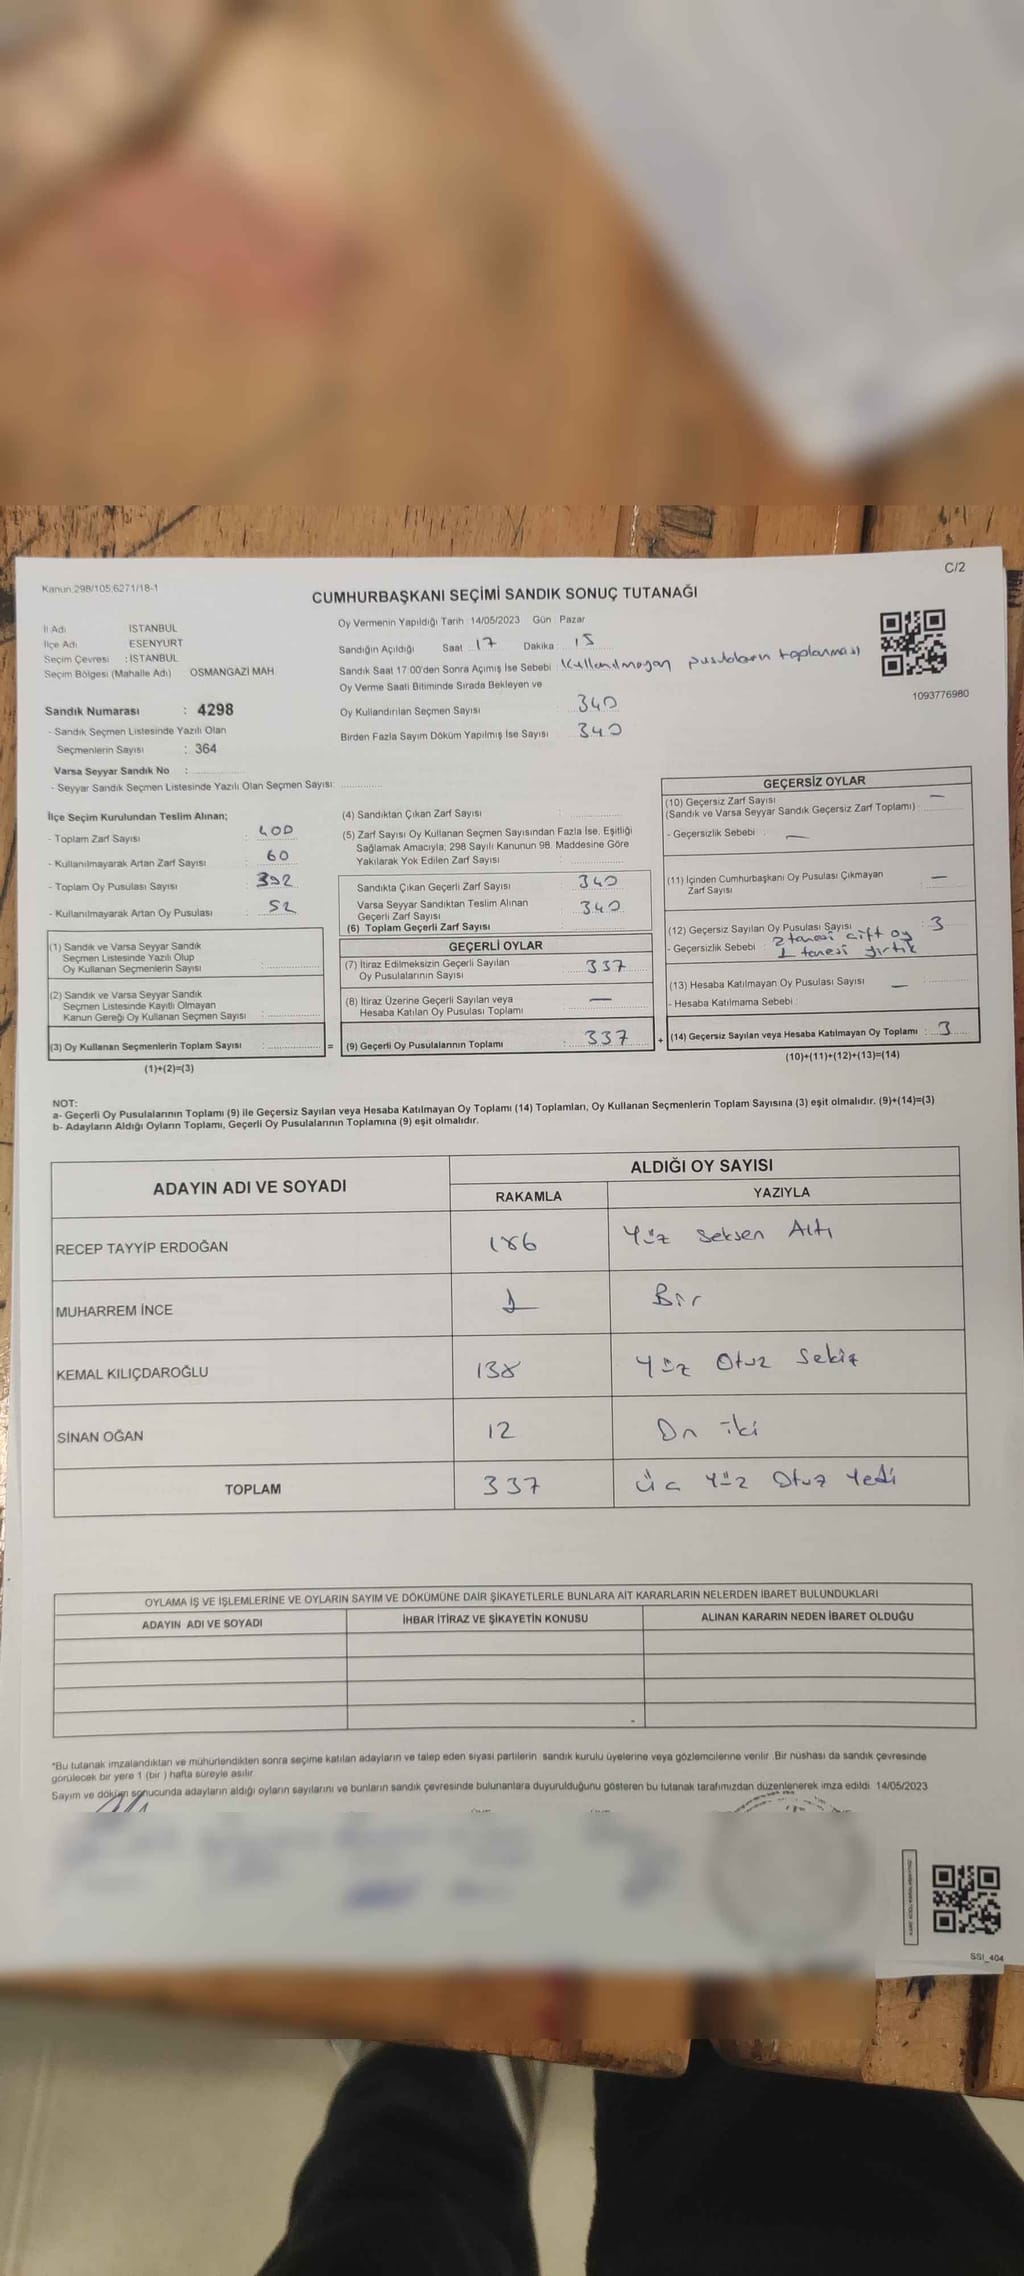 Kanun.298/105,6271/18-1
C/2
CUMHURBAŞKANI SEÇİMİ SANDIK SONUÇ TUTANAĞI
İl Adı : İSTANBUL
İlçe Adı : ESENYURT
Seçim Çevresi : İSTANBUL
Seçim Bölgesi (Mahalle Adı) OSMANGAZİ MAH
Oy Vermenin Yapıldığı Tarih :14/05/2023 Gün : Pazar
Sandığın Açıldığı Saat : 17 Dakika : 15
Sandık Saat 17:00'den Sonra Açılmış İse Sebebi : Kullanılmayan pusulaların toplanması
Oy Verme Saati Bitiminde Sırada Bekleyen ve
Oy Kullandırılan Seçmen Sayısı : 340
Birden Fazla Sayım Döküm Yapılmış İse Sayısı 340
1093776980
Sandık Numarası : 4298
- Sandık Seçmen Listesinde Yazılı Olan
Seçmenlerin Sayısı : 364
Varsa Seyyar Sandık No :
- Seyyar Sandık Seçmen Listesinde Yazılı Olan Seçmen Sayısı:
İlçe Seçim Kurulundan Teslim Alınan;
- Toplam Zarf Sayısı : 400
- Kullanılmayarak Artan Zarf Sayısı : 60
- Toplam Oy Pusulası Sayısı : 392
- Kullanılmayarak Artan Oy Pusulası : 52
(1) Sandık ve Varsa Seyyar Sandık
Seçmen Listesinde Yazılı Olup
Oy Kullanan Seçmenlerin Sayısı :
(2) Sandık ve Varsa Seyyar Sandık
Seçmen Listesinde Kayıtlı Olmayan
Kanun Gereği Oy Kullanan Seçmen Sayısı :
(3) Oy Kullanan Seçmenlerin Toplam Sayısı : =
(1)+(2)=(3)
(4) Sandıktan Çıkan Zarf Sayısı :
(5) Zarf Sayısı Oy Kullanan Seçmen Sayısından Fazla İse, Eşitliği
Sağlamak Amacıyla; 298 Sayılı Kanunun 98. Maddesine Göre
Yakılarak Yok Edilen Zarf Sayısı :
Sandıkta Çıkan Geçerli Zarf Sayısı : 340
Varsa Seyyar Sandıktan Teslim Alınan
Geçerli Zarf Sayısı : 340
(6) Toplam Geçerli Zarf Sayısı
GEÇERLİ OYLAR
(7) İtiraz Edilmeksizin Geçerli Sayılan
Oy Pusulalarının Sayısı : 337
(8) İtiraz Üzerine Geçerli Sayılan veya
Hesaba Katılan Oy Pusulası Toplamı : —
(9) Geçerli Oy Pusulalarının Toplamı : 337 +
GEÇERSİZ OYLAR
(10) Geçersiz Zarf Sayısı
(Sandık ve Varsa Seyyar Sandık Geçersiz Zarf Toplamı) : —
- Geçersizlik Sebebi : —
(11) İçinden Cumhurbaşkanı Oy Pusulası Çıkmayan
Zarf Sayısı : —
(12) Geçersiz Sayılan Oy Pusulası Sayısı : 3
- Geçersizlik Sebebi : 2 tanesi çift oy
1 tanesi yırtık
(13) Hesaba Katılmayan Oy Pusulası Sayısı : —
- Hesaba Katılmama Sebebi :
(14) Geçersiz Sayılan veya Hesaba Katılmayan Oy Toplamı : 3
(10)+(11)+(12)+(13)=(14)
NOT:
a- Geçerli Oy Pusulalarının Toplamı (9) ile Geçersiz Sayılan veya Hesaba Katılmayan Oy Toplamı (14) Toplamları, Oy Kullanan Seçmenlerin Toplam Sayısına (3) eşit olmalıdır. (9)+(14)=(3)
b- Adayların Aldığı Oyların Toplamı, Geçerli Oy Pusulalarının Toplamına (9) eşit olmalıdır.
ADAYIN ADI VE SOYADI
ALDIĞI OY SAYISI
RAKAMLA YAZIYLA
RECEP TAYYİP ERDOĞAN 186 Yüz Seksen Altı
MUHARREM İNCE 1 Bir
KEMAL KILIÇDAROĞLU 138 Yüz Otuz Sekiz
SİNAN OĞAN 12 On iki
TOPLAM 337 Üç Yüz Otuz Yedi
OYLAMA İŞ VE İŞLEMLERİNE VE OYLARIN SAYIM VE DÖKÜMÜNE DAİR ŞİKAYETLERLE BUNLARA AİT KARARLARIN NELERDEN İBARET BULUNDUKLARI
ADAYIN ADI VE SOYADI İHBAR İTİRAZ VE ŞİKAYETİN KONUSU ALINAN KARARIN NEDEN İBARET OLDUĞU
*Bu tutanak imzalandıktan ve mühürlendikten sonra seçime katılan adayların ve talep eden siyasi partilerin sandık kurulu üyelerine veya gözlemcilerine verilir .Bir nüshası da sandık çevresinde
görülecek bir yere 1 (bir ) hafta süreyle asılır.
Sayım ve döküm sonucunda adayların aldığı oyların sayılarını ve bunların sandık çevresinde bulunanlara duyurulduğunu gösteren bu tutanak tarafımızdan düzenlenerek imza edildi. 14/05/2023
SSİ_404